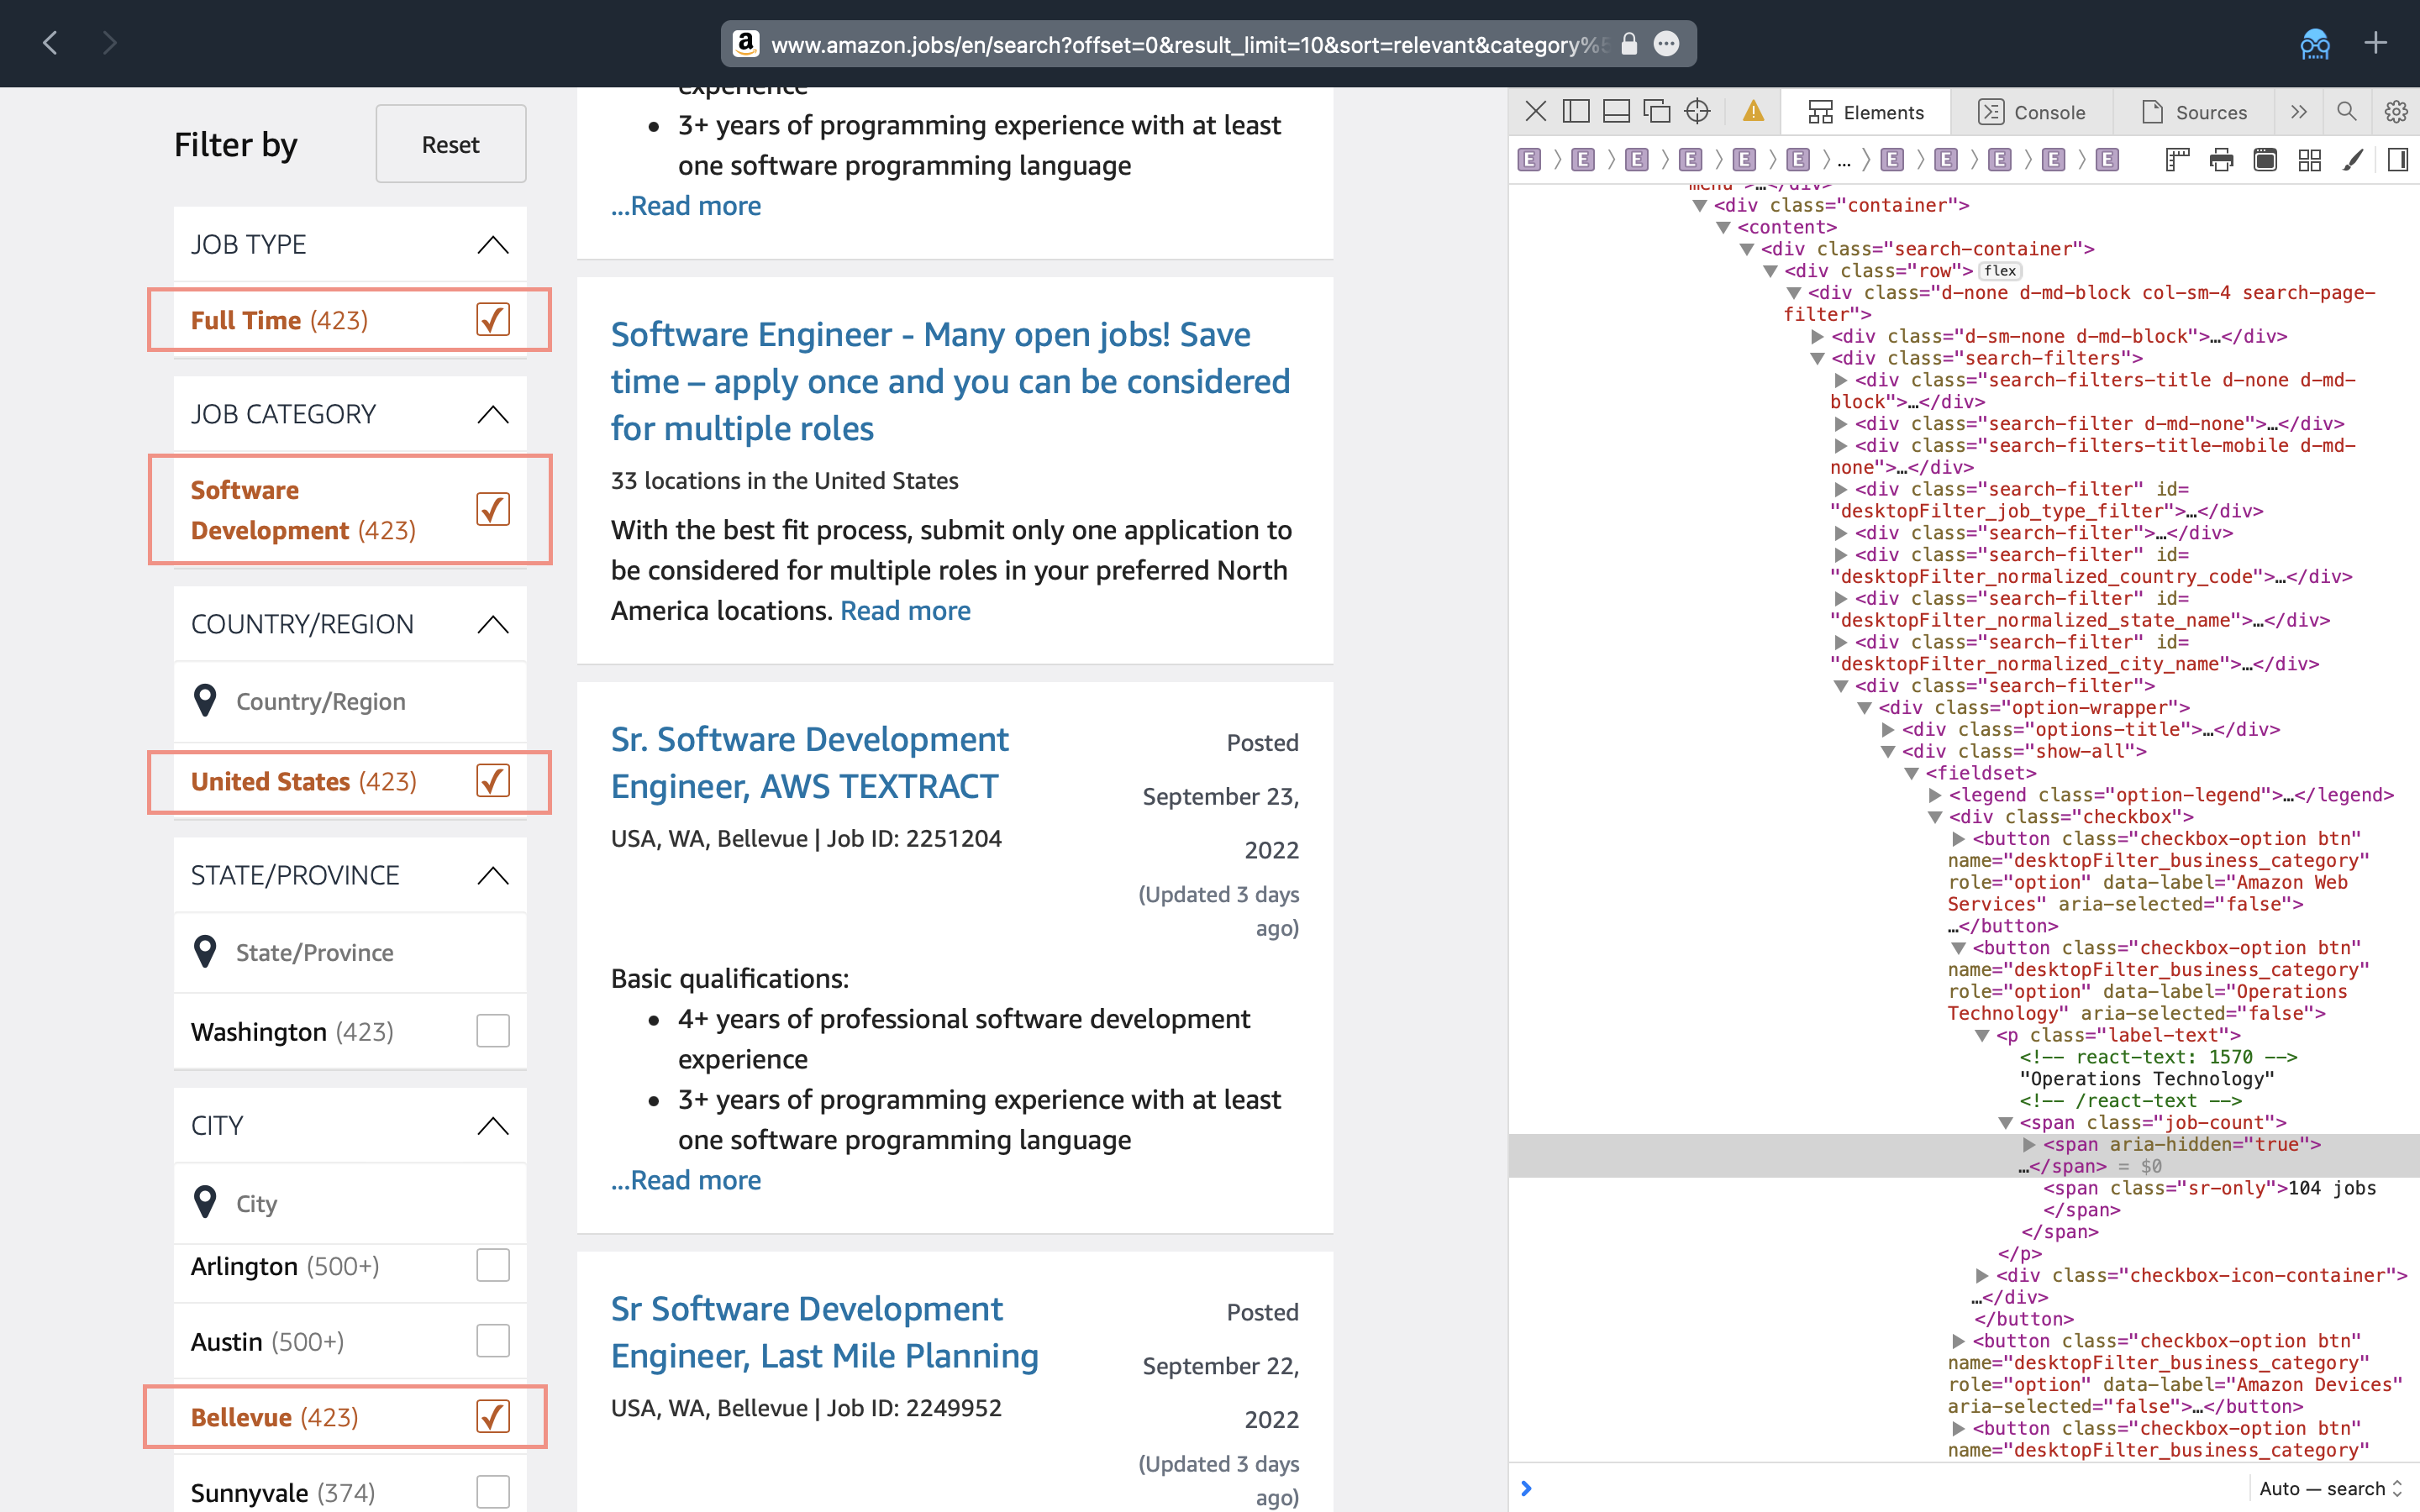 www.amazon.jobs/en/search?offset=0&result_limit=10&sort=relevant&category%5
Filter by
Reset
JOB TYPE
Full Time (423)
JOB CATEGORY
Software
Development (423)
COUNTRY/REGION
Country/Region
United States (423)
STATE/PROVINCE
State/Province
Washington (423)
CITY
City
Arlington (500+)
Austin (500+)
Bellevue (423)
Sunnyvale (374)
experience
• 3+ years of programming experience with at least
one software programming language
...Read more
Software Engineer - Many open jobs! Save
time – apply once and you can be considered
for multiple roles
33 locations in the United States
With the best fit process, submit only one application to
be considered for multiple roles in your preferred North
America locations. Read more
Sr. Software Development
Engineer, AWS TEXTRACT
USA, WA, Bellevue | Job ID: 2251204
Posted
September 23,
2022
(Updated 3 days
ago)
Basic qualifications:
• 4+ years of professional software development
experience
• 3+ years of programming experience with at least
one software programming language
...Read more
Sr Software Development
Engineer, Last Mile Planning
USA, WA, Bellevue | Job ID: 2249952
Posted
September 22,
2022
(Updated 3 days
ago)
Elements
Console
Sources
E E E E E E … E E E E E
menu">…</div>
<div class="container">
<content>
<div class="search-container">
<div class="row"> flex
<div class="d-none d-md-block col-sm-4 search-page-
filter">
<div class="d-sm-none d-md-block">…</div>
<div class="search-filters">
<div class="search-filters-title d-none d-md-
block">…</div>
<div class="search-filter d-md-none">…</div>
<div class="search-filters-title-mobile d-md-
none">…</div>
<div class="search-filter" id=
"desktopFilter_job_type_filter">…</div>
<div class="search-filter">…</div>
<div class="search-filter" id=
"desktopFilter_normalized_country_code">…</div>
<div class="search-filter" id=
"desktopFilter_normalized_state_name">…</div>
<div class="search-filter" id=
"desktopFilter_normalized_city_name">…</div>
<div class="search-filter">
<div class="option-wrapper">
<div class="options-title">…</div>
<div class="show-all">
<fieldset>
<legend class="option-legend">…</legend>
<div class="checkbox">
<button class="checkbox-option btn"
name="desktopFilter_business_category"
role="option" data-label="Amazon Web
Services" aria-selected="false">
…</button>
<button class="checkbox-option btn"
name="desktopFilter_business_category"
role="option" data-label="Operations
Technology" aria-selected="false">
<p class="label-text">
<!-- react-text: 1570 -->
"Operations Technology"
<!-- /react-text -->
<span class="job-count">
<span aria-hidden="true">
…</span> = $0
<span class="sr-only">104 jobs
</span>
</span>
</p>
<div class="checkbox-icon-container">
…</div>
</button>
<button class="checkbox-option btn"
name="desktopFilter_business_category"
role="option" data-label="Amazon Devices"
aria-selected="false">…</button>
<button class="checkbox-option btn"
name="desktopFilter_business_category"
Auto — search